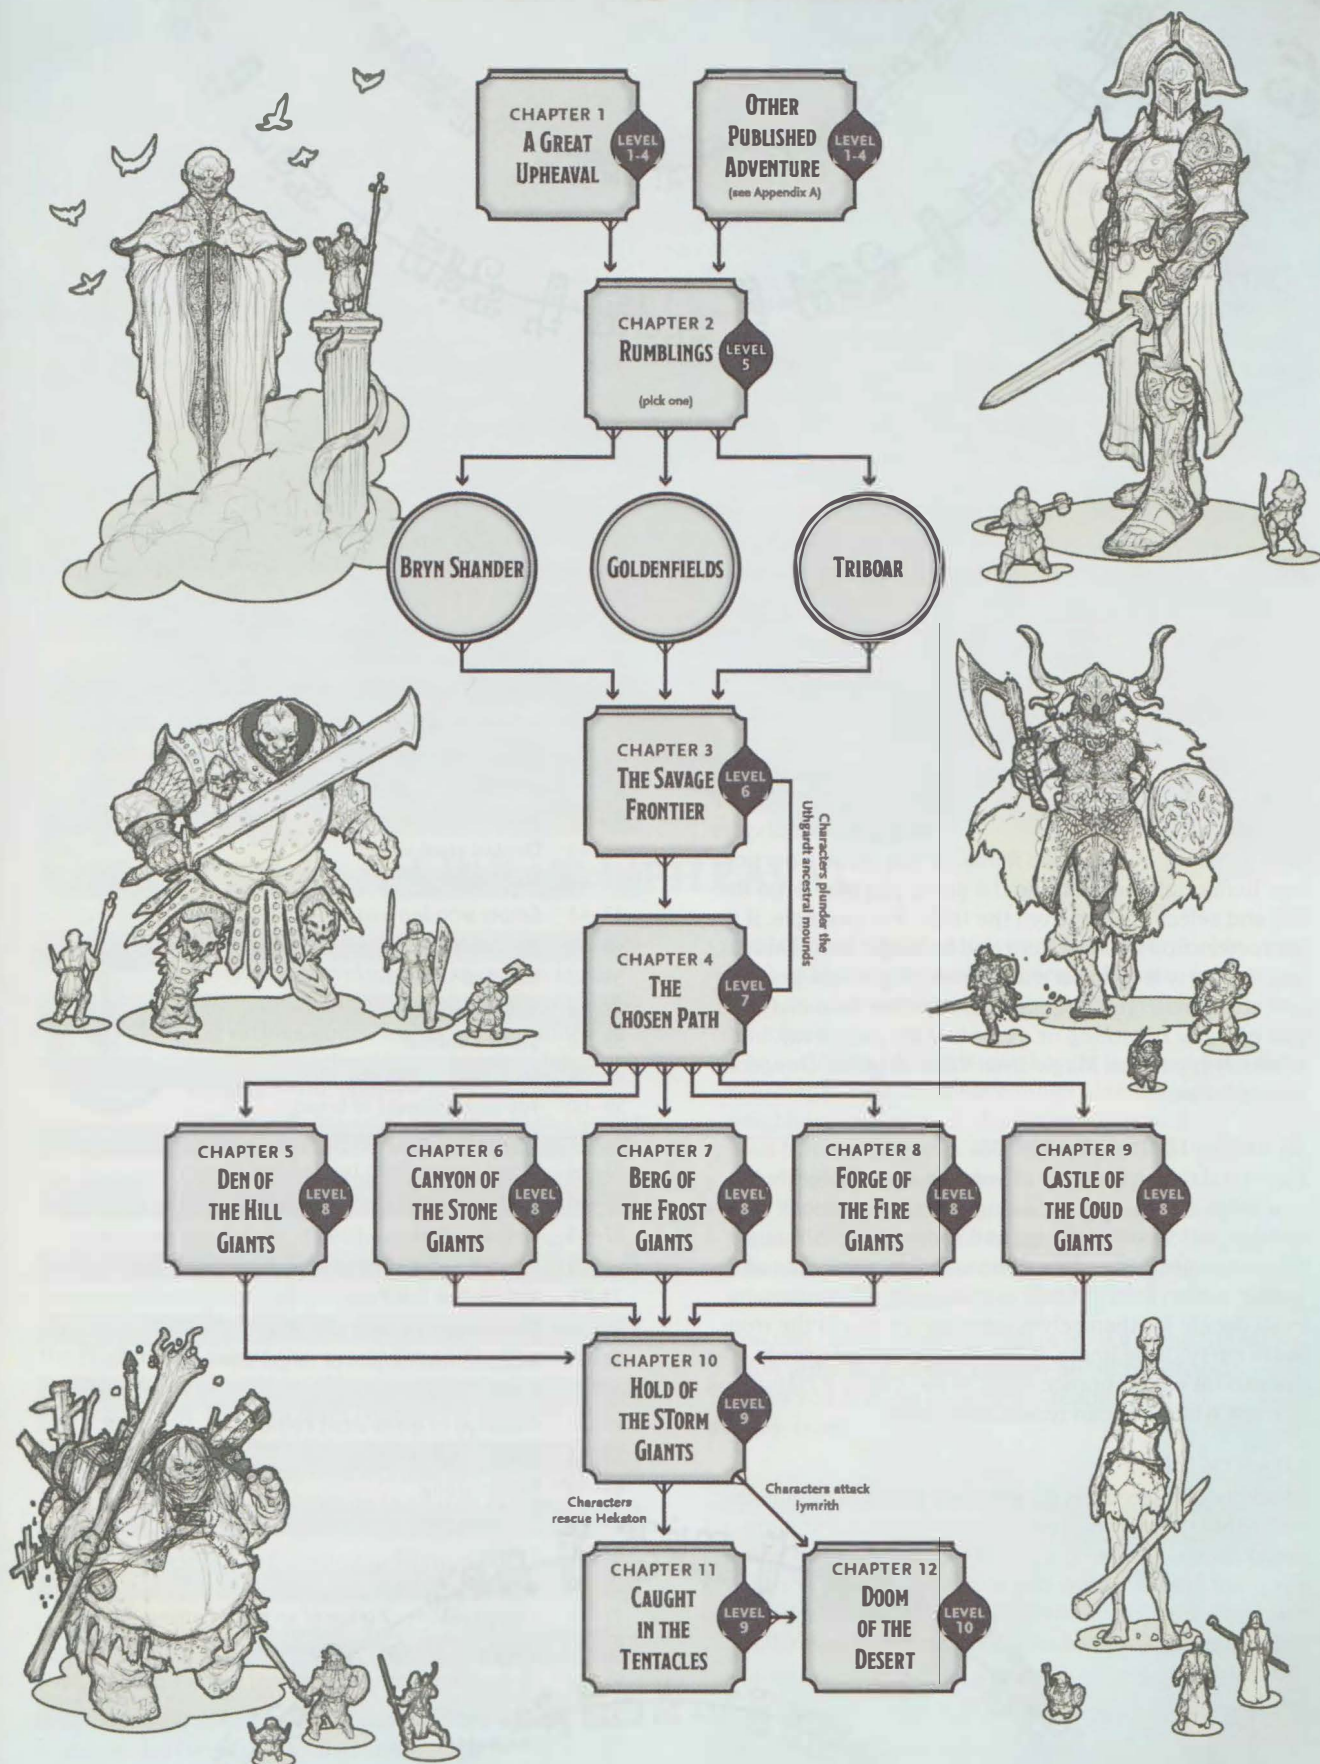 CHAPTER 1
A GREAT
UPHEAVAL
LEVEL
1-4
OTHER
PUBLISHED
ADVENTURE
(see Appendix A)
LEVEL
1-4
CHAPTER 2
RUMBLINGS
(pick one)
LEVEL
5
BRYN SHANDER
GOLDENFIELDS
TRIBOAR
CHAPTER 3
THE SAVAGE
FRONTIER
LEVEL
6
Characters plunder the
Uthgardt ancestral mounds
CHAPTER 4
THE
CHOSEN PATH
LEVEL
7
CHAPTER 5
DEN OF
THE HILL
GIANTS
LEVEL
8
CHAPTER 6
CANYON OF
THE STONE
GIANTS
LEVEL
8
CHAPTER 7
BERG OF
THE FROST
GIANTS
LEVEL
8
CHAPTER 8
FORGE OF
THE FIRE
GIANTS
LEVEL
8
CHAPTER 9
CASTLE OF
THE COUD
GIANTS
LEVEL
8
CHAPTER 10
HOLD OF
THE STORM
GIANTS
LEVEL
9
Characters
rescue Hekaton
Characters attack
Iymrith
CHAPTER 11
CAUGHT
IN THE
TENTACLES
LEVEL
9
CHAPTER 12
DOOM
OF THE
DESERT
LEVEL
10